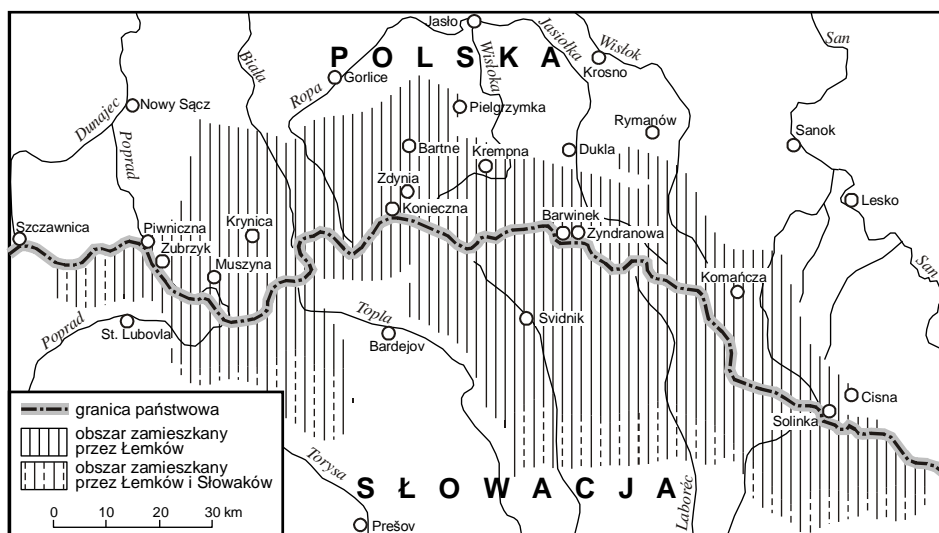 Jasło
San
Wisłok
Jasiołka
Biała
POLSKA
Wisłoka
Krosno
Gorlice
Ropa
Dunajec
Nowy Sącz
Pielgrzymka
Rymanów
Sanok
Poprad
Bartne
Krempna
Dukla
Zdynia
Lesko
Szczawnica
Piwniczna
Krynica
Konieczna
Barwinek
Zyndranowa
Zubrzyk
Muszyna
San
Komańcza
Topla
Svidnik
Poprad
St. Lubovla
Bardejov
Cisna
Solinka
granica państwowa
obszar zamieszkany
przez Łemków
obszar zamieszkany
przez Łemków i Słowaków
0 10 20 30 km
Torysa
SŁOWACJA
Laboréc
Prešov